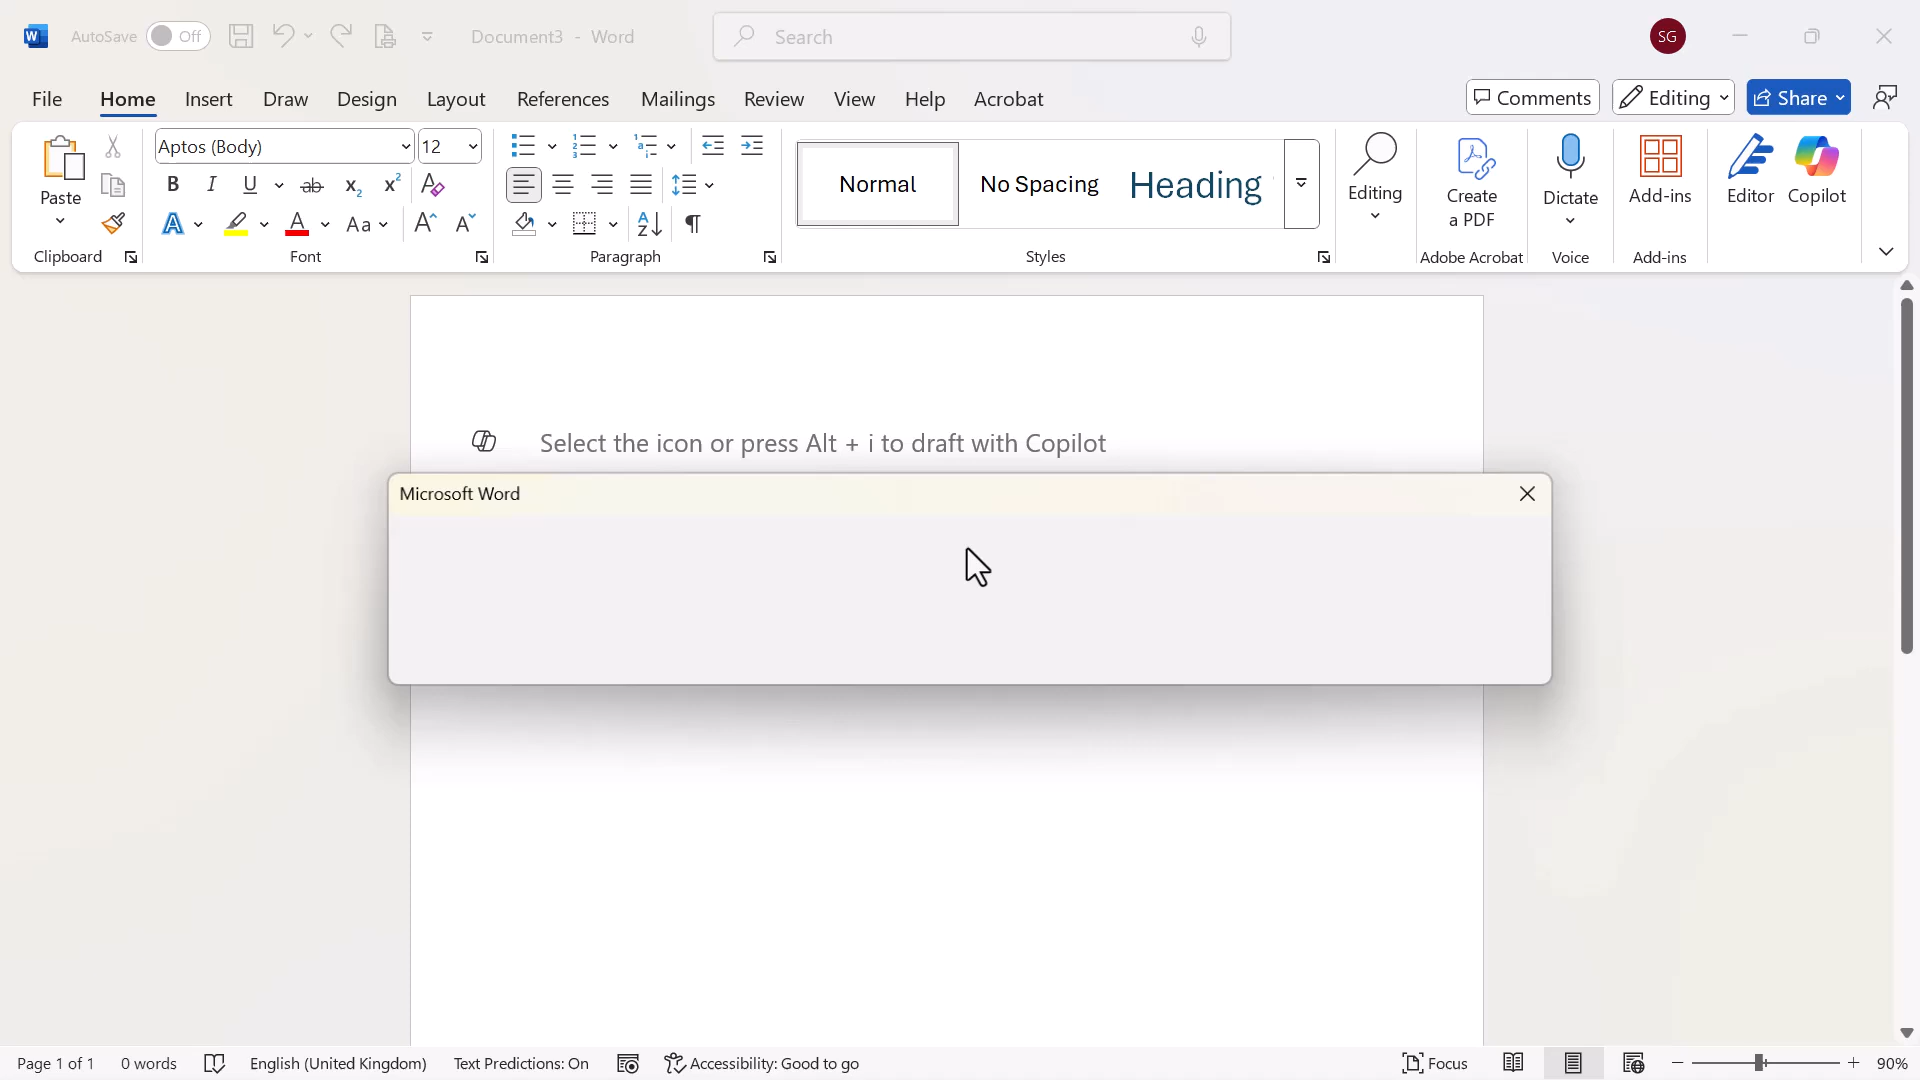 W AutoSave Off Document3 - Word Search SG
File Home Insert Draw Design Layout References Mailings Review View Help Acrobat Comments Editing Share
Aptos (Body) 12
Paste
Normal No Spacing Heading
Editing
Create
a PDF
Dictate
Add-ins
Editor
Copilot
Clipboard Font Paragraph Styles Adobe Acrobat Voice Add-ins
Select the icon or press Alt + i to draft with Copilot
Microsoft Word
Page 1 of 1 0 words English (United Kingdom) Text Predictions: On Accessibility: Good to go Focus 90%